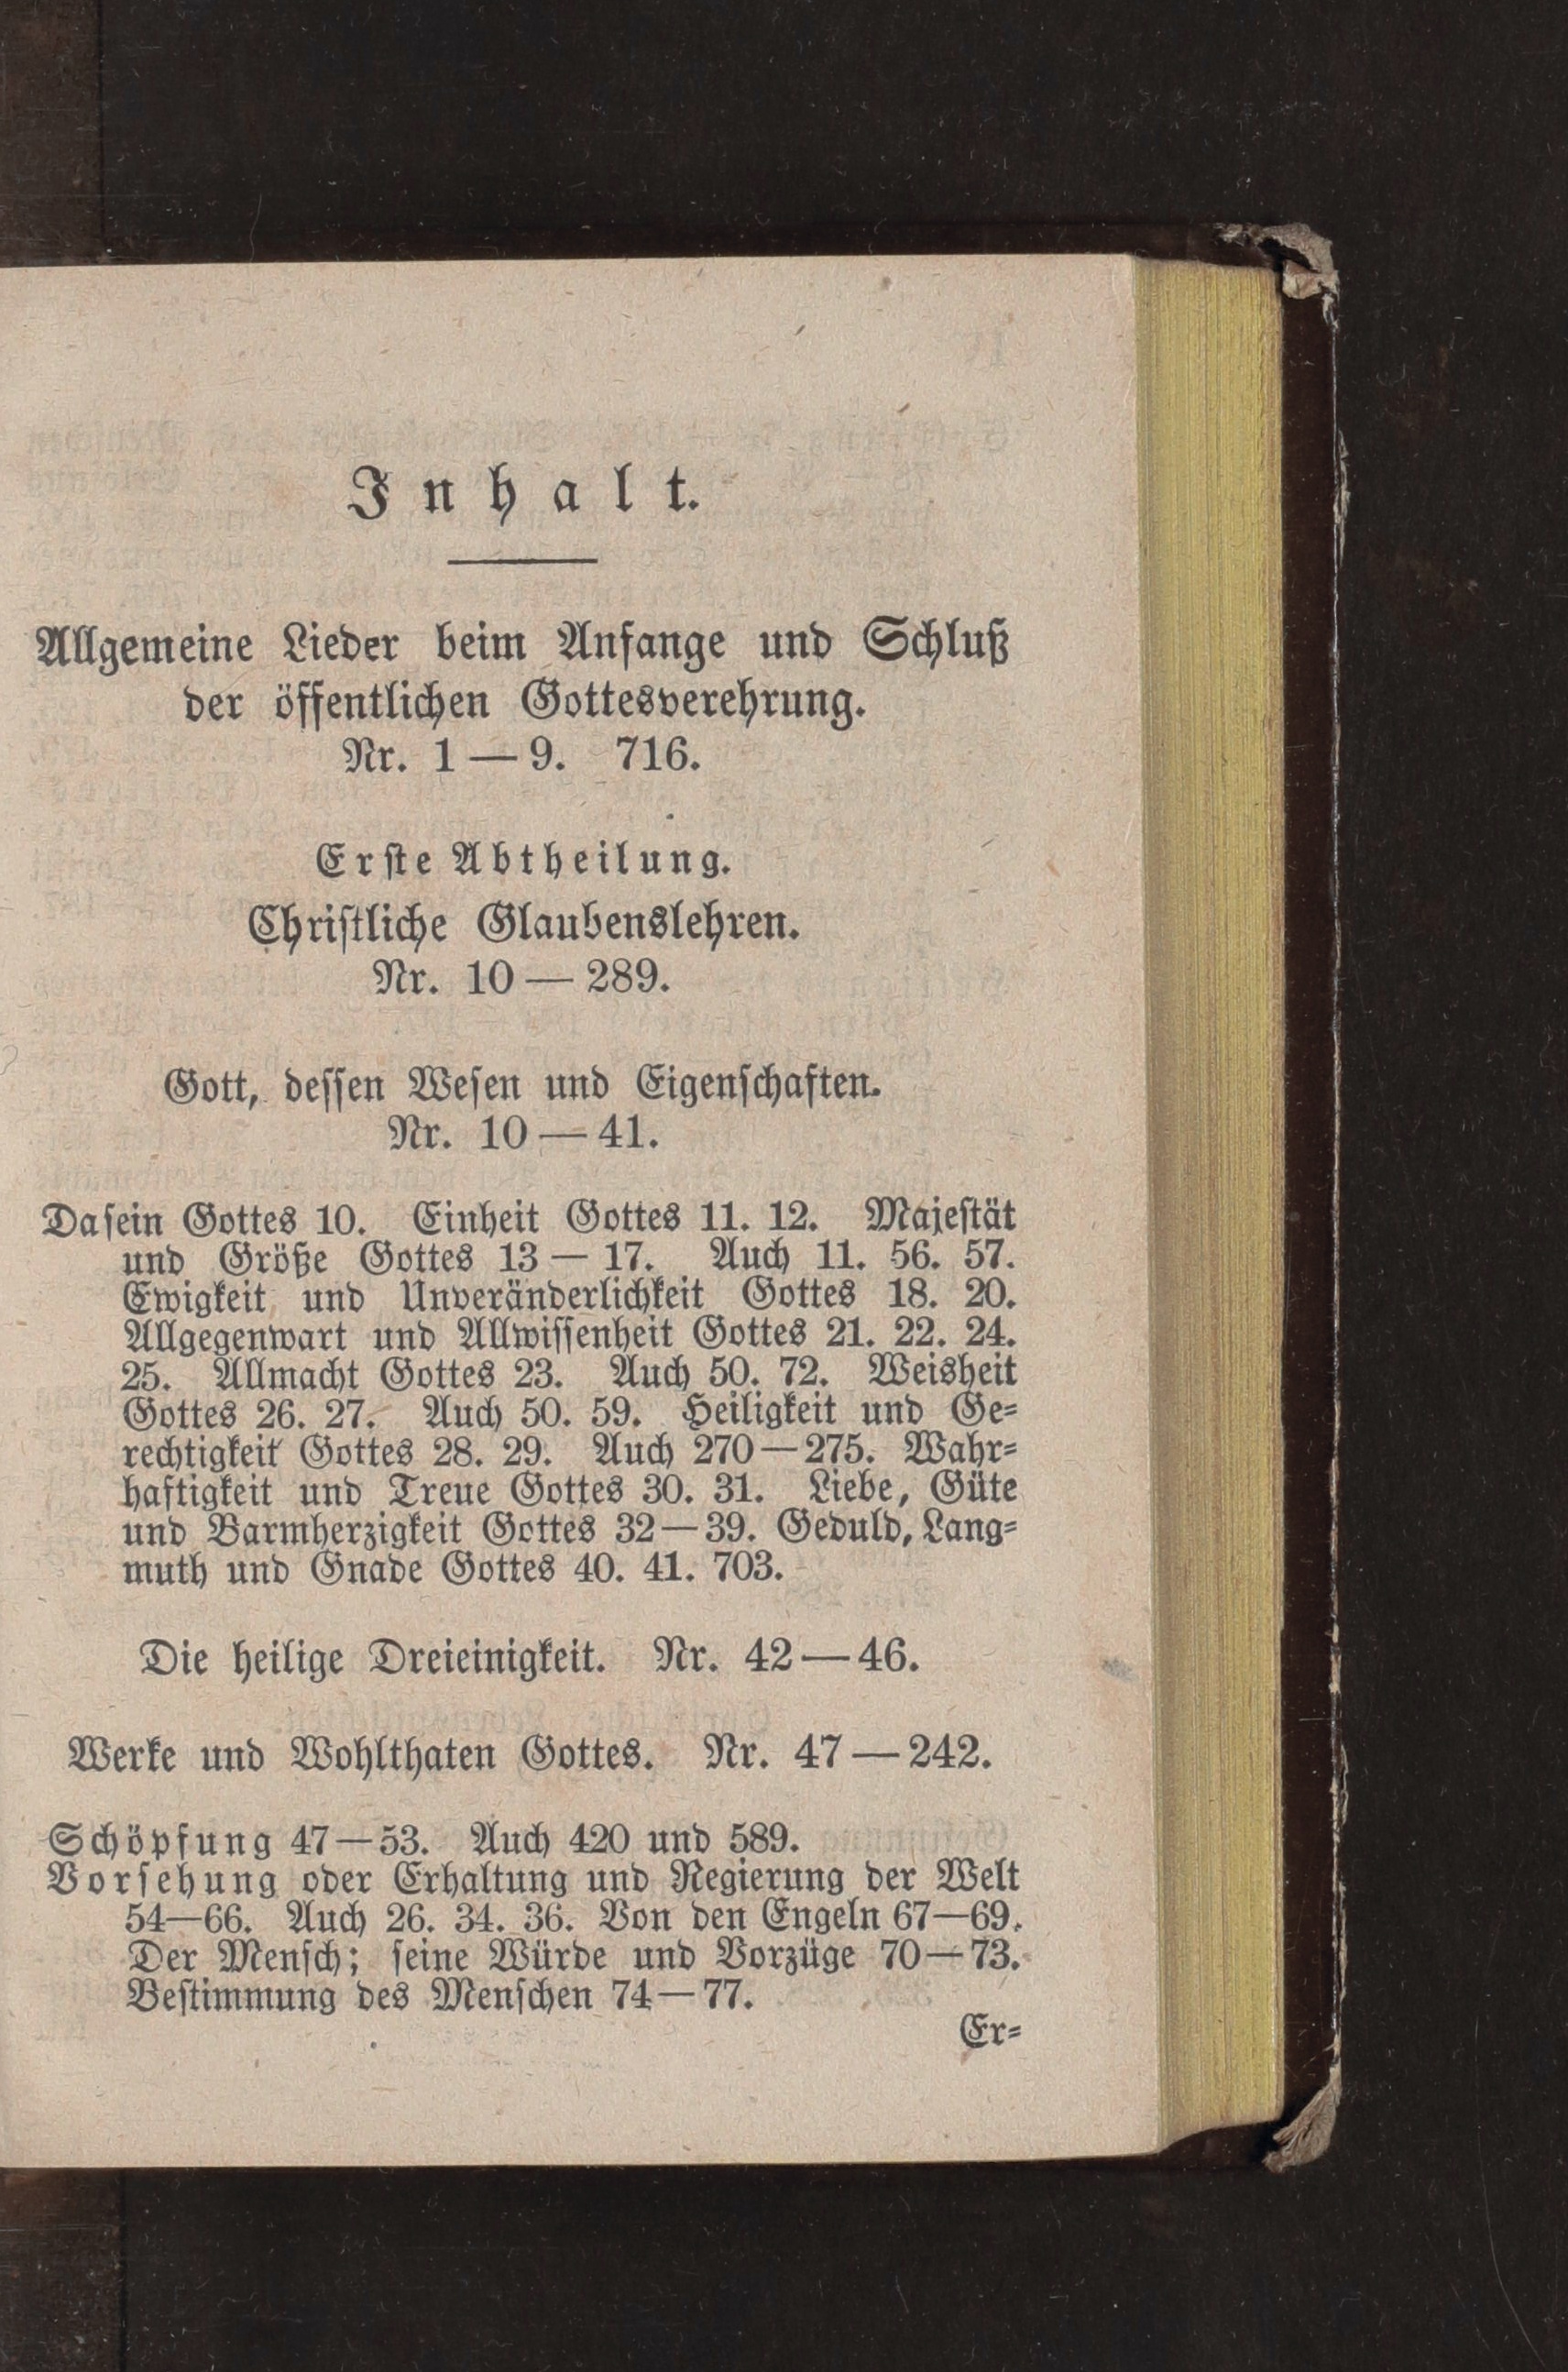 Inhalt.
Allgemeine Lieder beim Anfange und Schluß
der öffentlichen Gottesverehrung.
Nr. 1 — 9. 716.
Erste Abtheilung.
Christliche Glaubenslehren.
Nr. 10 — 289.
Gott, dessen Wesen und Eigenschaften.
Nr. 10 — 41.
Dasein Gottes 10. Einheit Gottes 11. 12. Majestät
und Größe Gottes 13 — 17. Auch 11. 56. 57.
Ewigkeit und Unveränderlichkeit Gottes 18. 20.
Allgegenwart und Allwissenheit Gottes 21. 22. 24.
25. Allmacht Gottes 23. Auch 50. 72. Weisheit
Gottes 26. 27. Auch 50. 59. Heiligkeit und Ge-
rechtigkeit Gottes 28. 29. Auch 270 — 275. Wahr-
haftigkeit und Treue Gottes 30. 31. Liebe, Güte
und Barmherzigkeit Gottes 32 — 39. Geduld, Lang-
muth und Gnade Gottes 40. 41. 703.
Die heilige Dreieinigkeit. Nr. 42 — 46.
Werke und Wohlthaten Gottes. Nr. 47 — 242.
Schöpfung 47 — 53. Auch 420 und 589.
Vorsehung oder Erhaltung und Regierung der Welt
54—66. Auch 26. 34. 36. Von den Engeln 67—69.
Der Mensch; seine Würde und Vorzüge 70 — 73.
Bestimmung des Menschen 74 — 77.
Er-